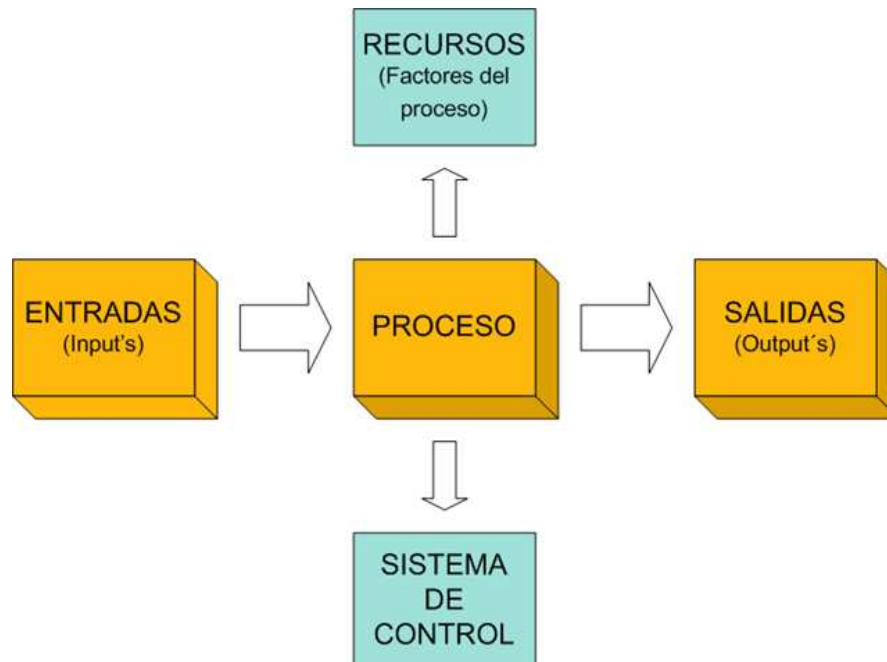 RECURSOS
(Factores del
proceso)
ENTRADAS
(Input's)
PROCESO
SALIDAS
(Output´s)
SISTEMA
DE
CONTROL